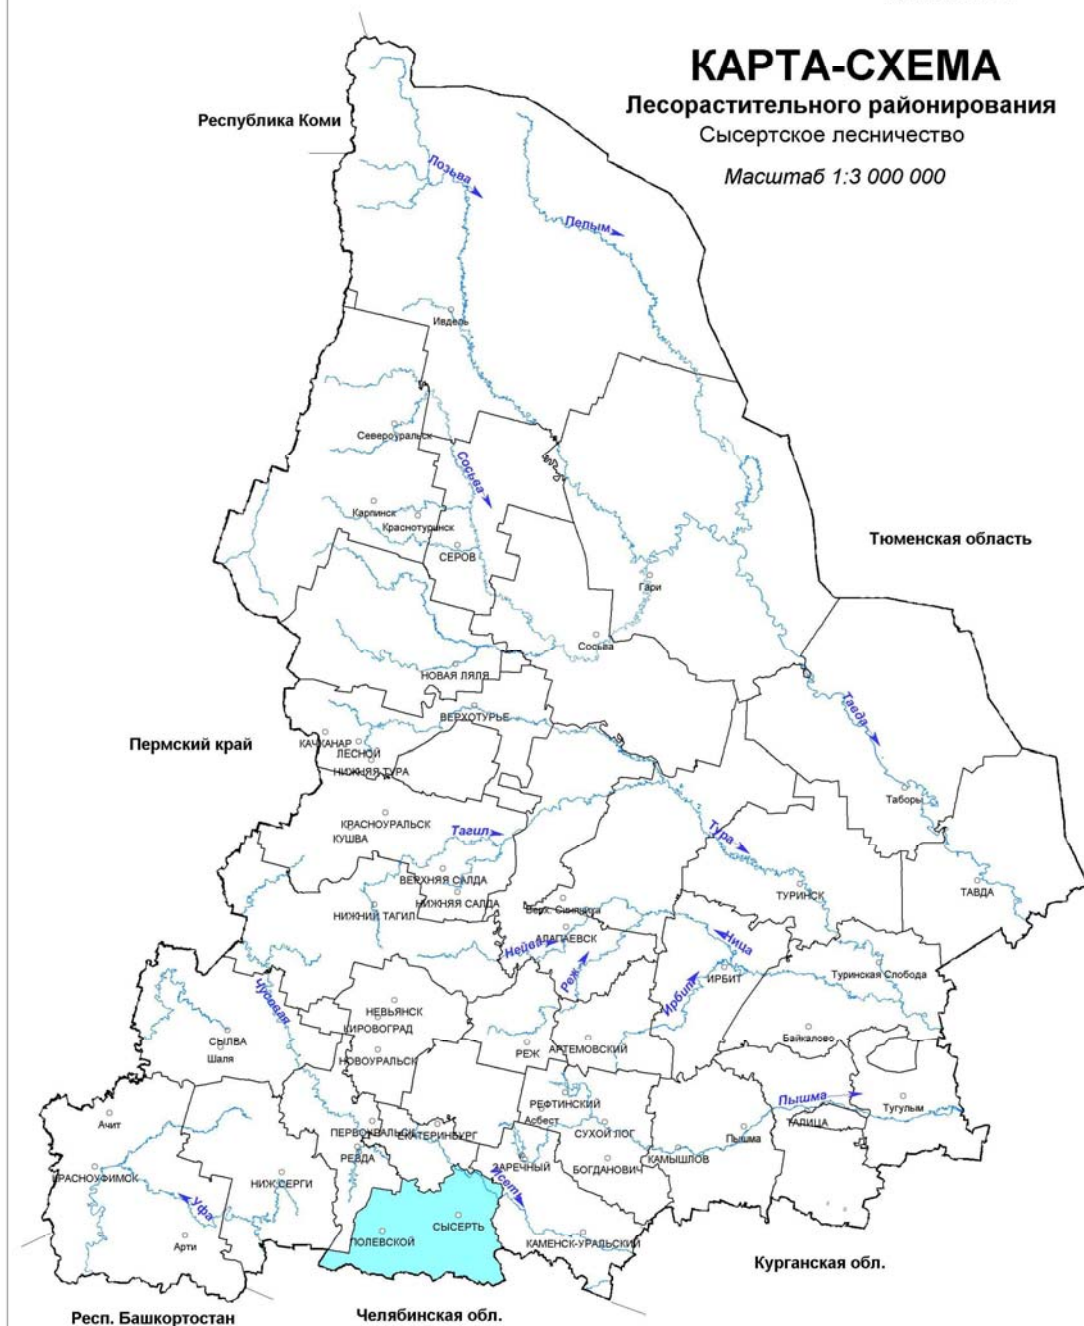 КАРТА-СХЕМА
Лесорастительного районирования
Сысертское лесничество
Масштаб 1:3 000 000
Республика Коми
Лозьва
Пелым
Ивдель
Североуральск
Сосьва
Карпинск
Краснотурьинск
СЕРОВ
Тюменская область
Гари
Сосьва
НОВАЯ ЛЯЛЯ
ВЕРХОТУРЬЕ
Тавда
Пермский край
КАЧКАНАР
ЛЕСНОЙ
НИЖНЯЯ ТУРА
Таборы
КРАСНОУРАЛЬСК
КУШВА
Тагил
Тура
ВЕРХНЯЯ САЛДА
НИЖНЯЯ САЛДА
ТУРИНСК
ТАВДА
НИЖНИЙ ТАГИЛ
Верх. Синячиха
АЛАПАЕВСК
Нейва
Ница
Реж
Ирбит
ИРБИТ
Туринская Слобода
Чусовая
НЕВЬЯНСК
КИРОВОГРАД
СЫЛВА
Шаля
НОВОУРАЛЬСК
РЕЖ
АРТЕМОВСКИЙ
Байкалово
Пышма
Тугулым
РЕФТИНСКИЙ
Асбест
СУХОЙ ЛОГ
ТАЛИЦА
Пышма
Ачит
ПЕРВОУРАЛЬСК
ЕКАТЕРИНБУРГ
РЕВДА
ЗАРЕЧНЫЙ
БОГДАНОВИЧ
КАМЫШЛОВ
КРАСНОУФИМСК
НИЖ.СЕРГИ
Исеть
Уфа
СЫСЕРТЬ
ПОЛЕВСКОЙ
КАМЕНСК-УРАЛЬСКИЙ
Арти
Курганская обл.
Респ. Башкортостан
Челябинская обл.